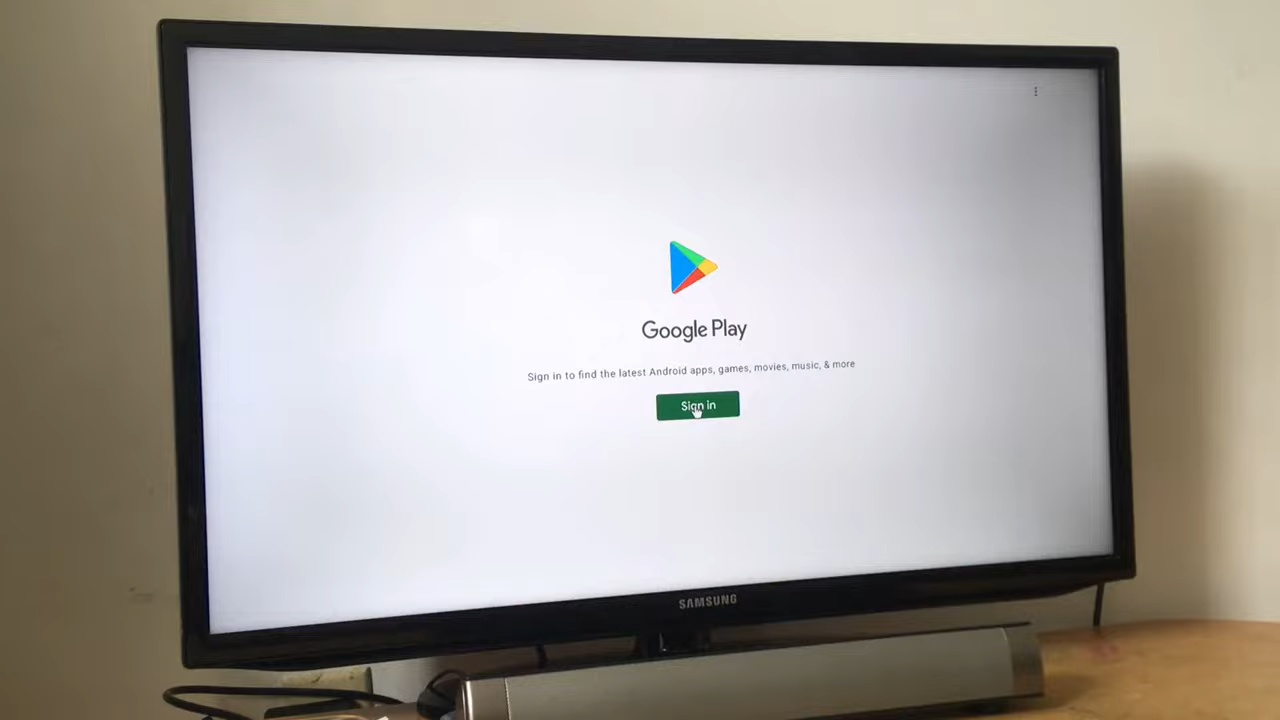 Google Play
Sign in to find the latest Android apps, games, movies, music, & more
Sign in
SAMSUNG